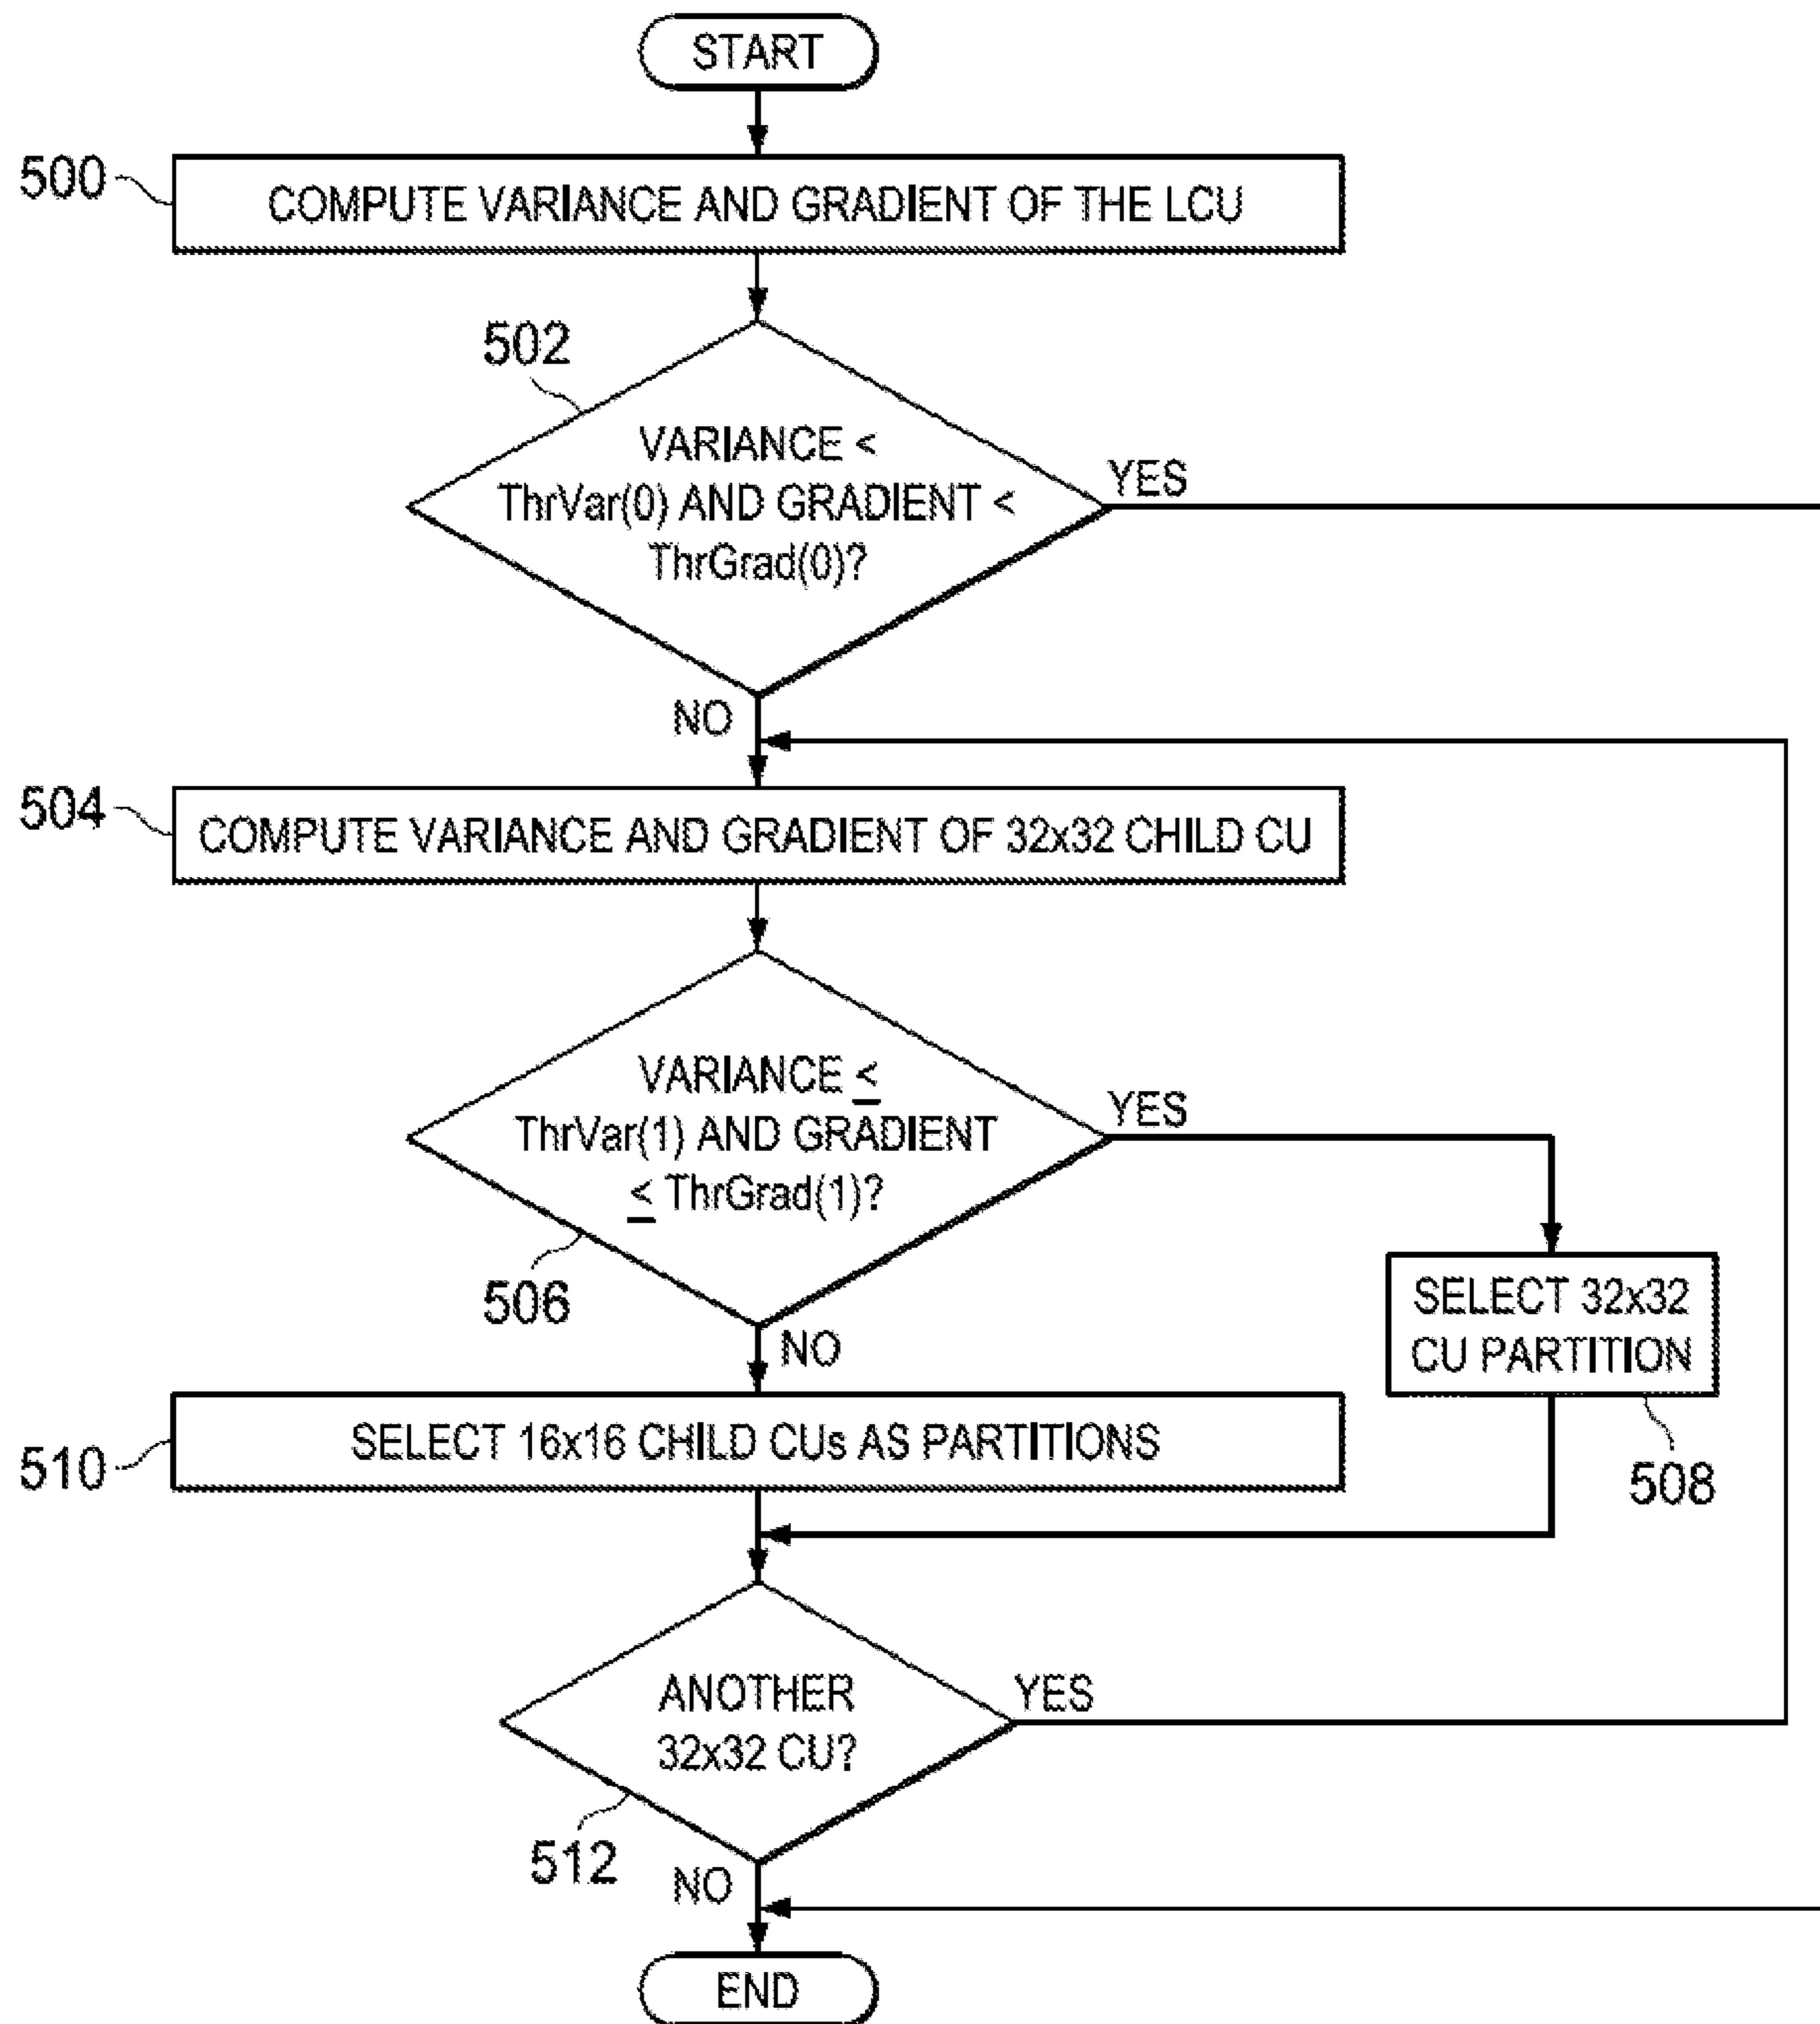 START
500
COMPUTE VARIANCE AND GRADIENT OF THE LCU
502
VARIANCE <
ThrVar(0) AND GRADIENT <
ThrGrad(0)?
YES
NO
504
COMPUTE VARIANCE AND GRADIENT OF 32x32 CHILD CU
VARIANCE ≤
ThrVar(1) AND GRADIENT
≤ ThrGrad(1)?
YES
506
NO
SELECT 32x32
CU PARTITION
508
510
SELECT 16x16 CHILD CUs AS PARTITIONS
ANOTHER
32x32 CU?
YES
512
NO
END